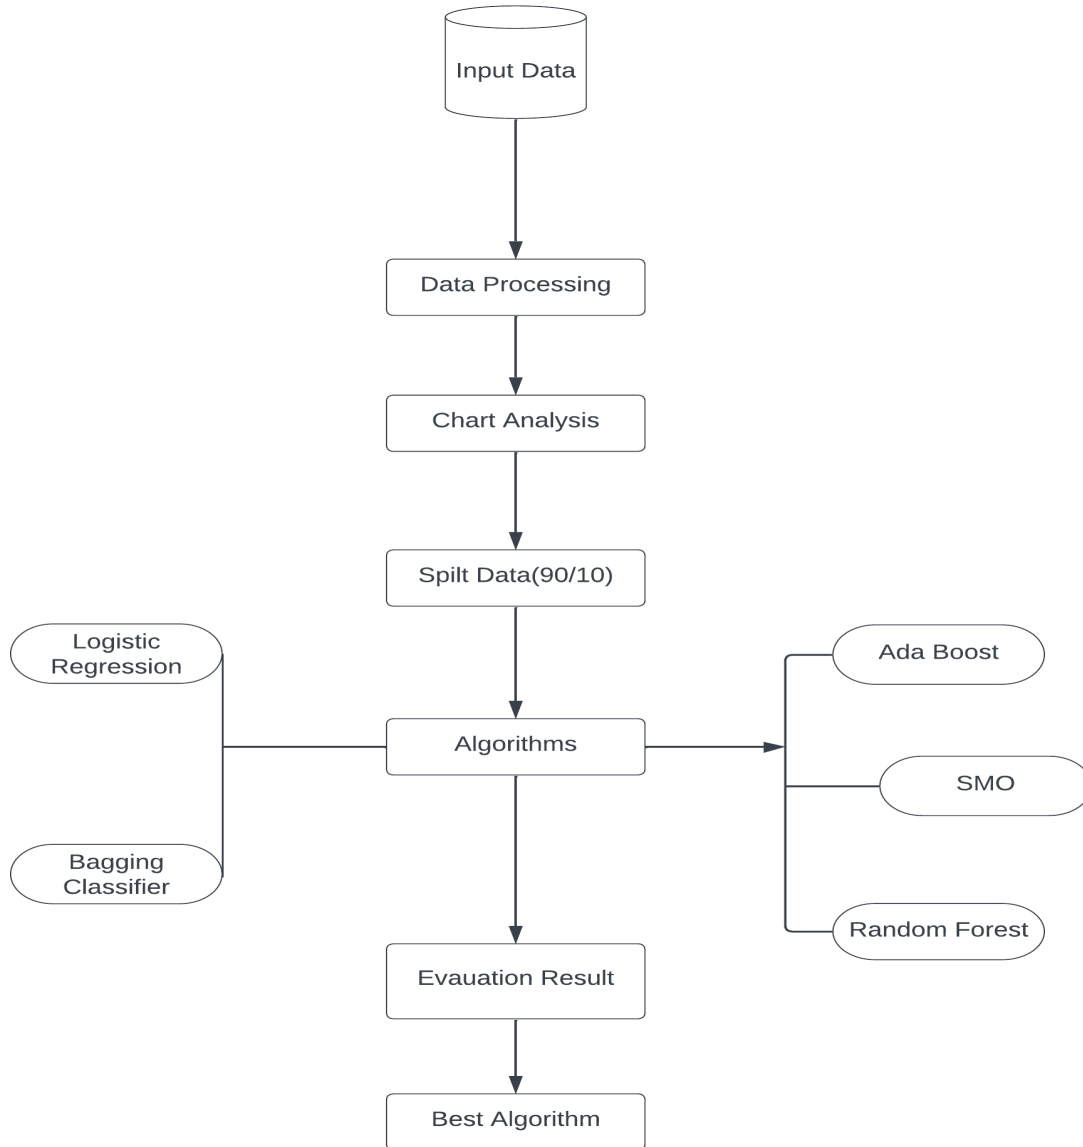 Input Data
Data Processing
Chart Analysis
Spilt Data(90/10)
Logistic
Regression
Ada Boost
Algorithms
SMO
Bagging
Classifier
Random Forest
Evauation Result
Best Algorithm